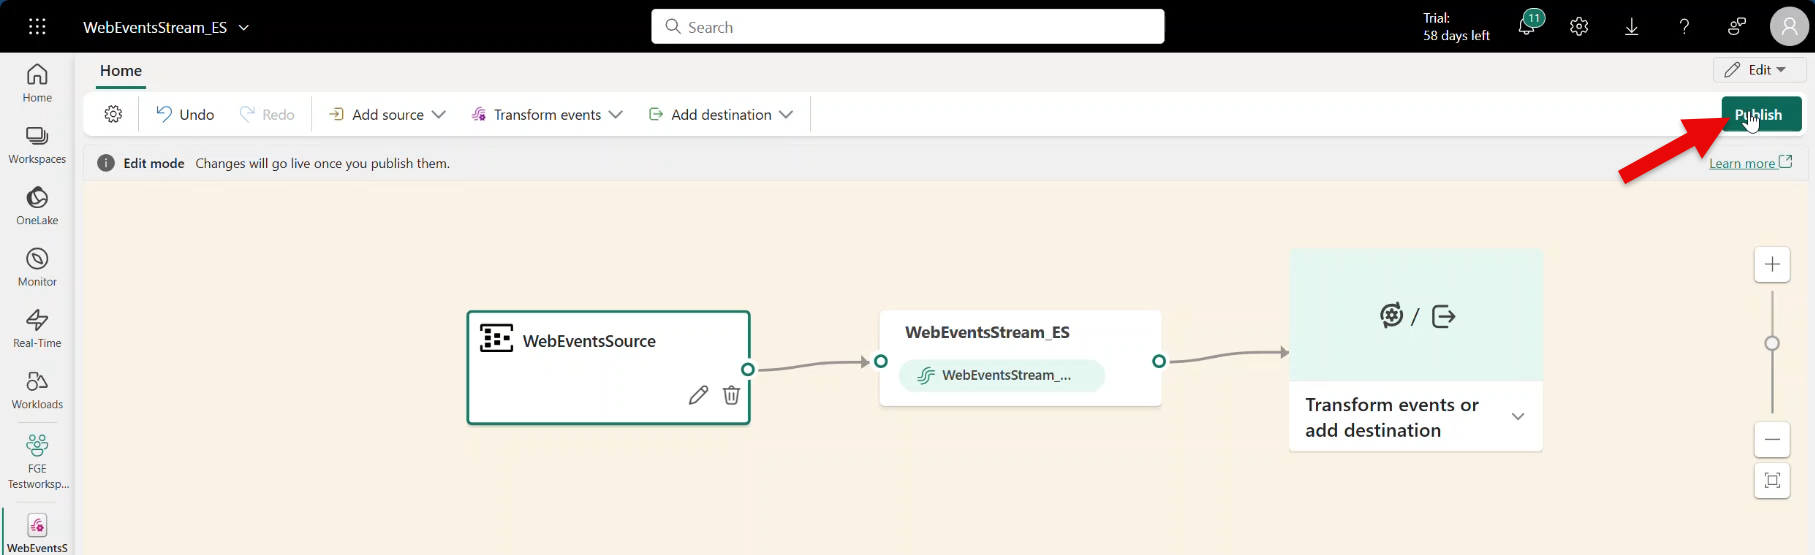 WebEventsStream_ES
Search
Trial:
58 days left
11
Home
Edit
Undo
Redo
Add source
Transform events
Add destination
Publish
Edit mode Changes will go live once you publish them.
Learn more
Home
Workspaces
OneLake
Monitor
Real-Time
Workloads
FGE
Testworksp...
WebEventsS
WebEventsSource
WebEventsStream_ES
WebEventsStream_...
/
Transform events or
add destination